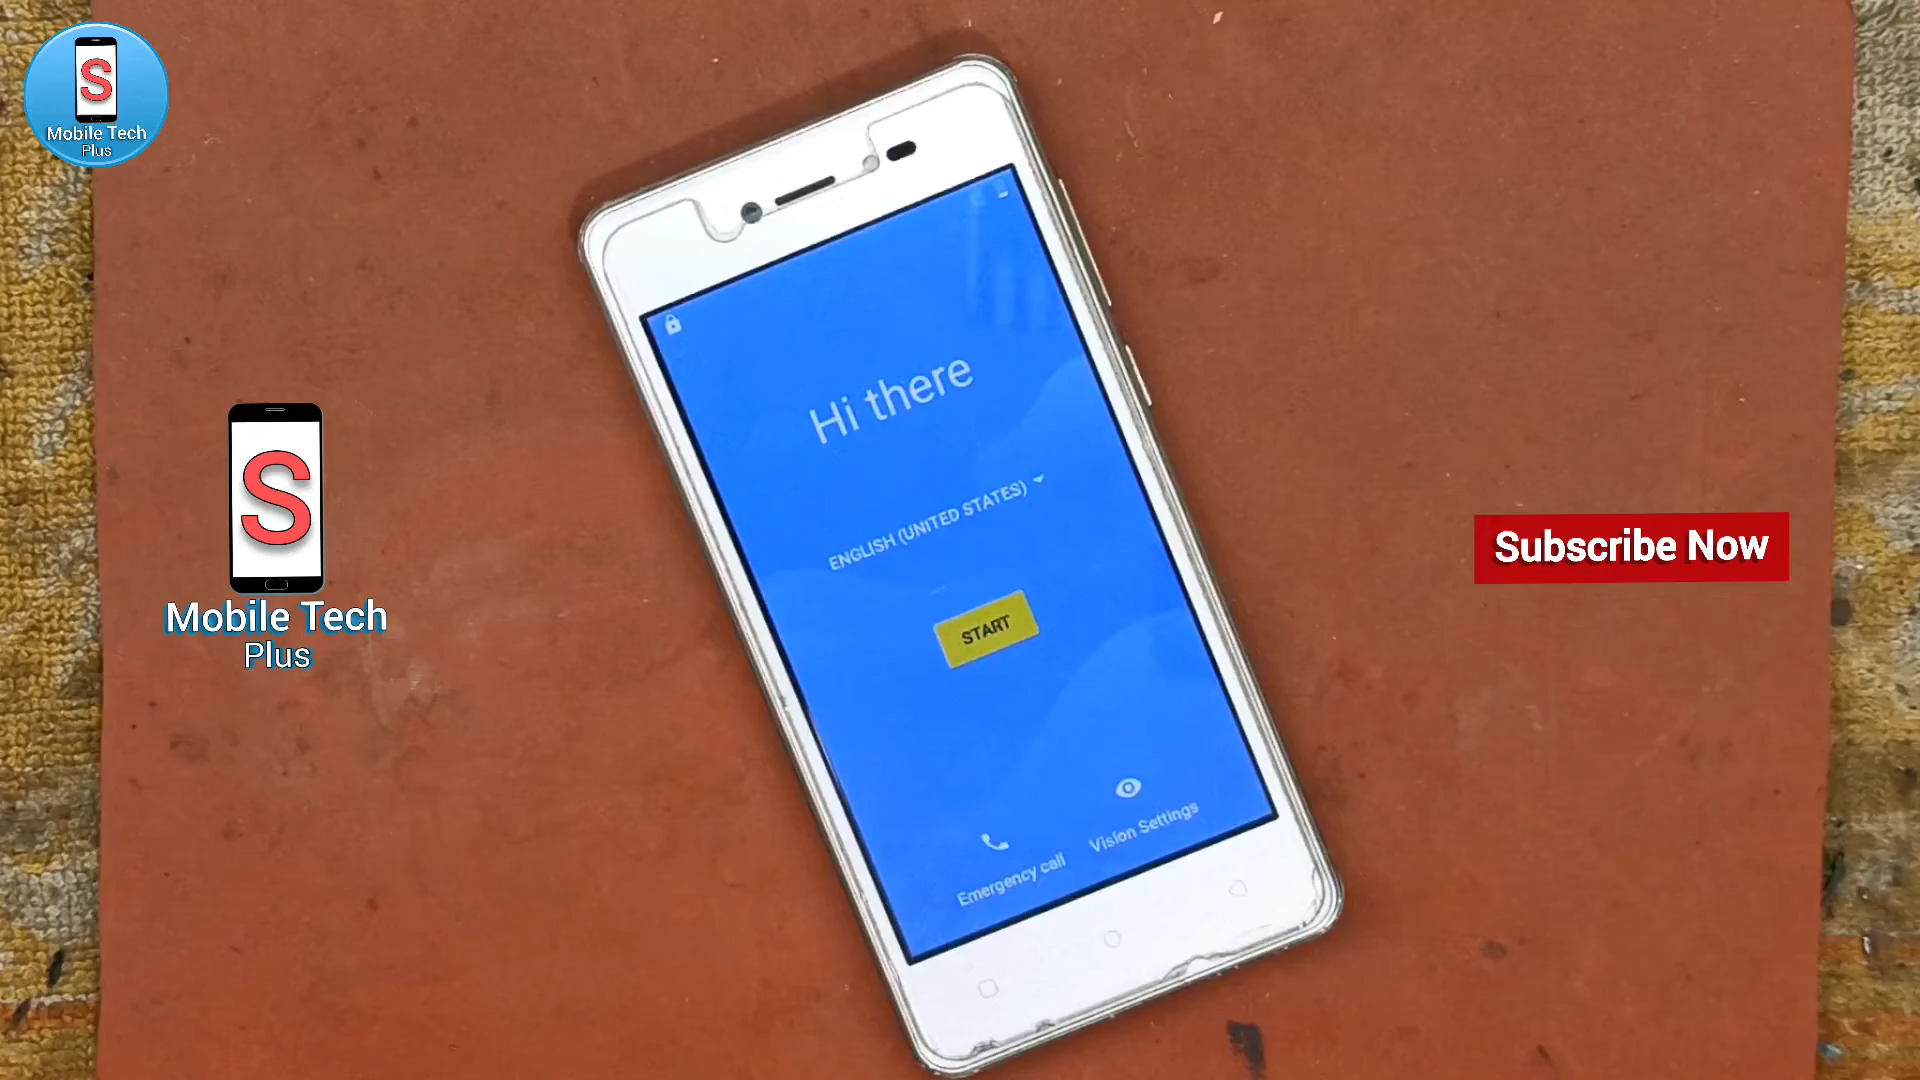 S
Mobile Tech
Plus
Hi there
ENGLISH (UNITED STATES)
START
Emergency call
Vision Settings
S
Mobile Tech
Plus
Subscribe Now